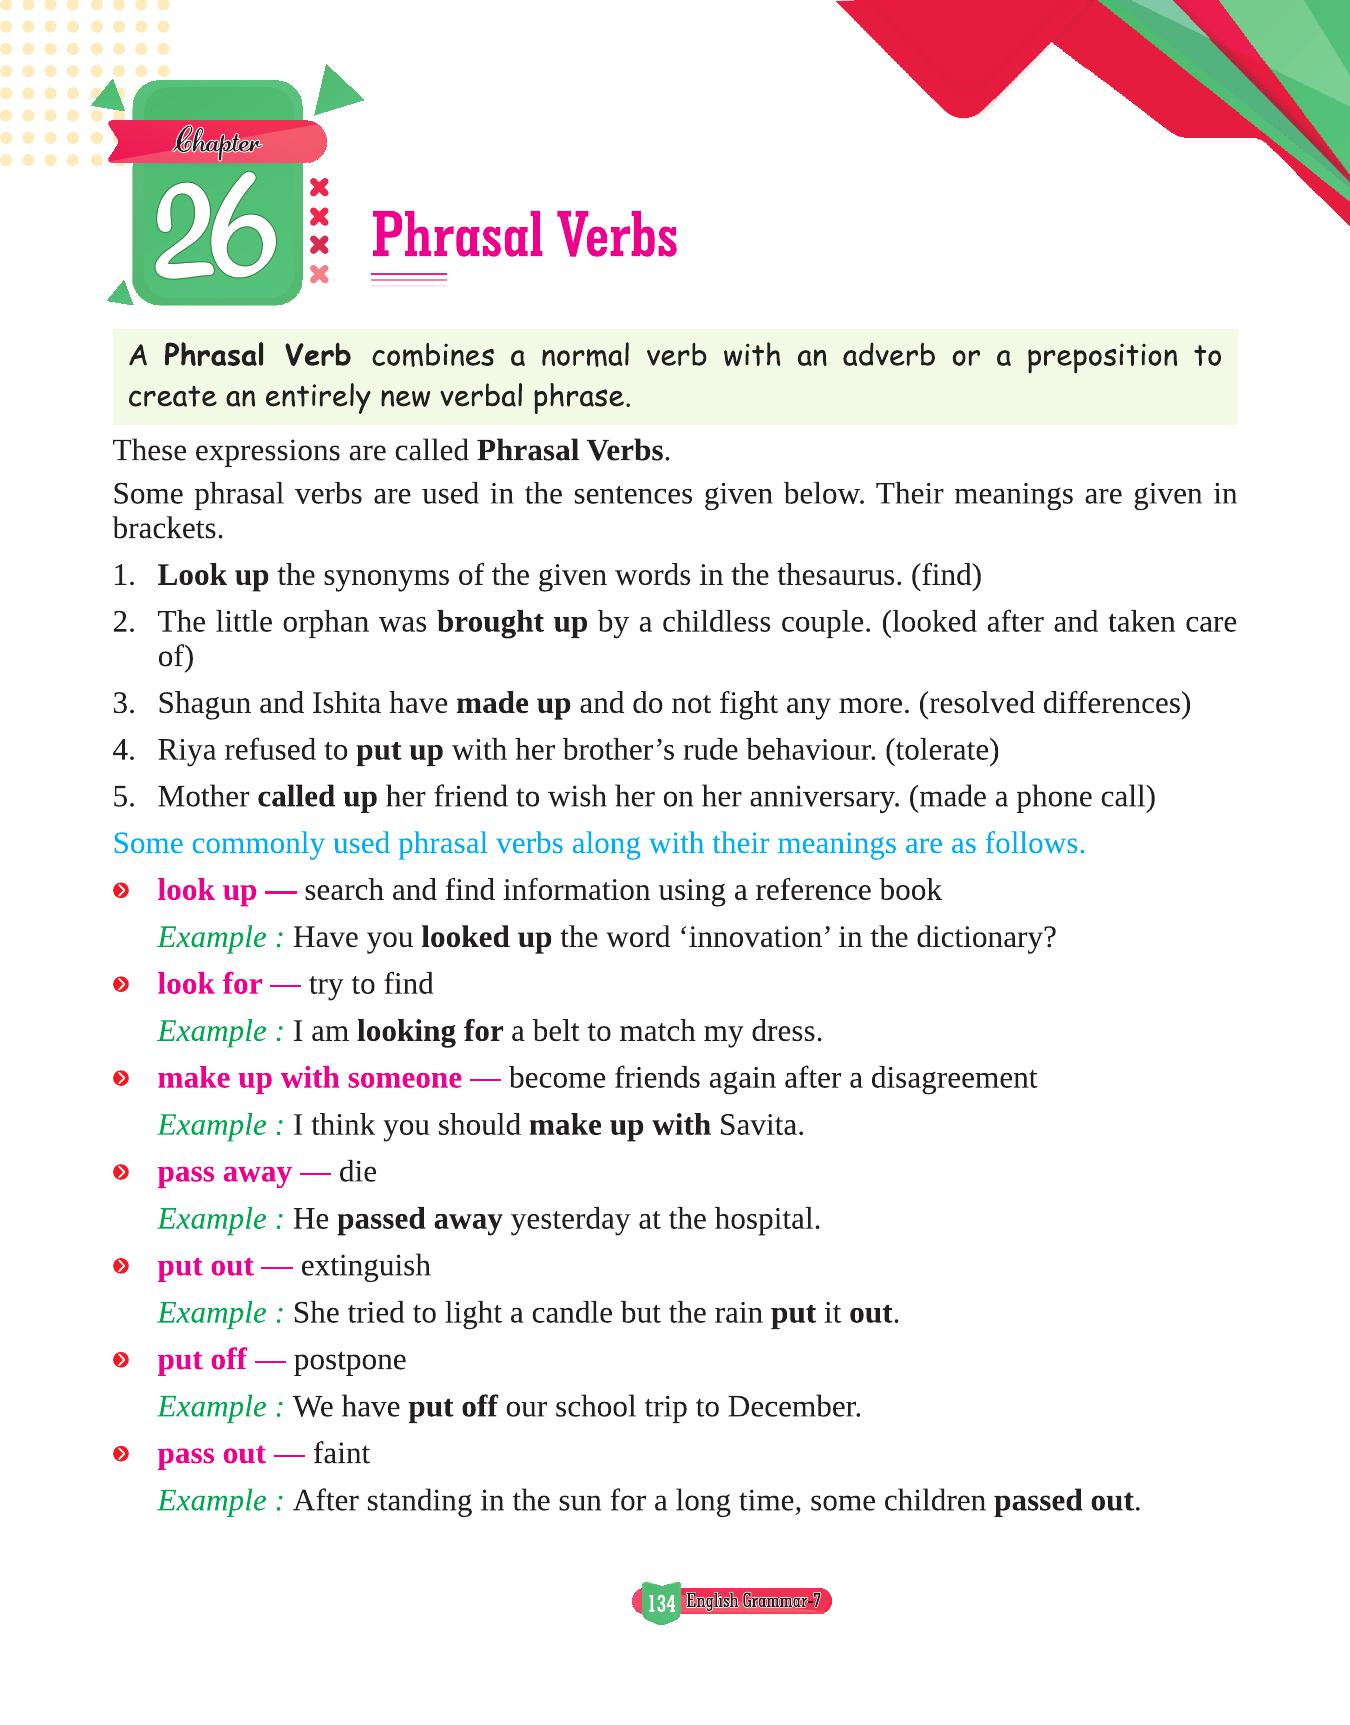 Chapter
26
Phrasal Verbs
A Phrasal Verb combines a normal verb with an adverb or a preposition to
create an entirely new verbal phrase.
These expressions are called Phrasal Verbs.
Some phrasal verbs are used in the sentences given below. Their meanings are given in
brackets.
1. Look up the synonyms of the given words in the thesaurus. (find)
2. The little orphan was brought up by a childless couple. (looked after and taken care
of)
3. Shagun and Ishita have made up and do not fight any more. (resolved differences)
4. Riya refused to put up with her brother’s rude behaviour. (tolerate)
5. Mother called up her friend to wish her on her anniversary. (made a phone call)
Some commonly used phrasal verbs along with their meanings are as follows.
look up — search and find information using a reference book
Example : Have you looked up the word ‘innovation’ in the dictionary?
look for — try to find
Example : I am looking for a belt to match my dress.
make up with someone — become friends again after a disagreement
Example : I think you should make up with Savita.
pass away — die
Example : He passed away yesterday at the hospital.
put out — extinguish
Example : She tried to light a candle but the rain put it out.
put off — postpone
Example : We have put off our school trip to December.
pass out — faint
Example : After standing in the sun for a long time, some children passed out.
134 English Grammar-7